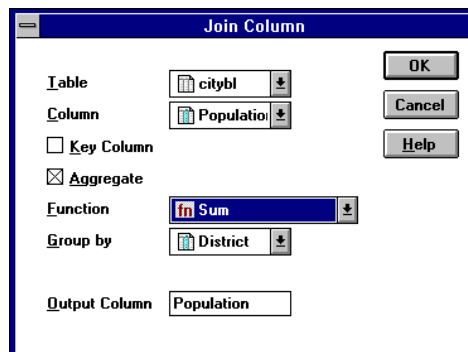 Join Column
Table
citybl
OK
Column
Populatio
Cancel
Key Column
Help
Aggregate
Function
fn Sum
Group by
District
Output Column
Population